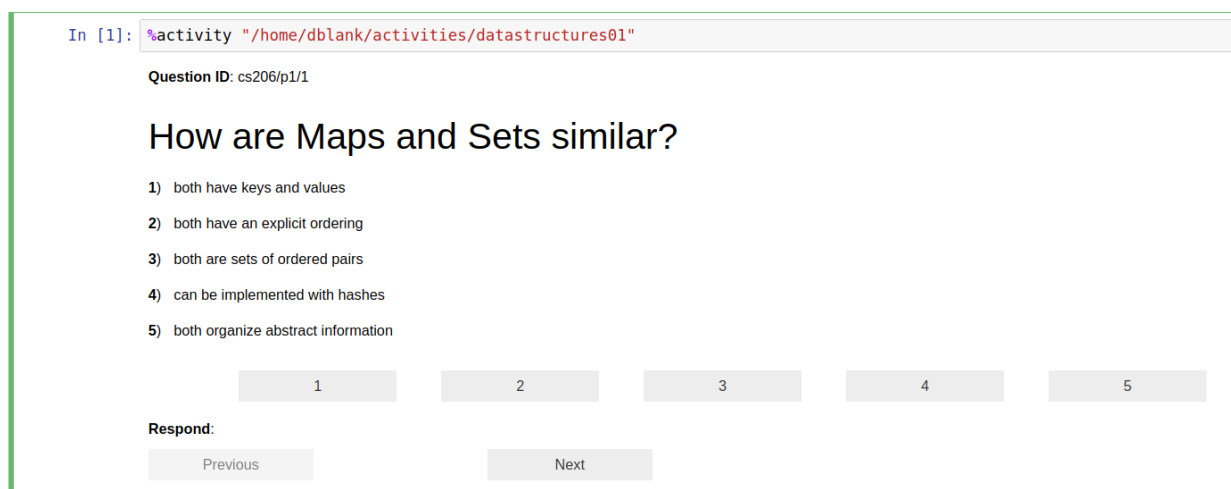 In [1]: %activity "/home/dblank/activities/datastructures01"
Question ID: cs206/p1/1
How are Maps and Sets similar?
1) both have keys and values
2) both have an explicit ordering
3) both are sets of ordered pairs
4) can be implemented with hashes
5) both organize abstract information
1 2 3 4 5
Respond:
Previous Next